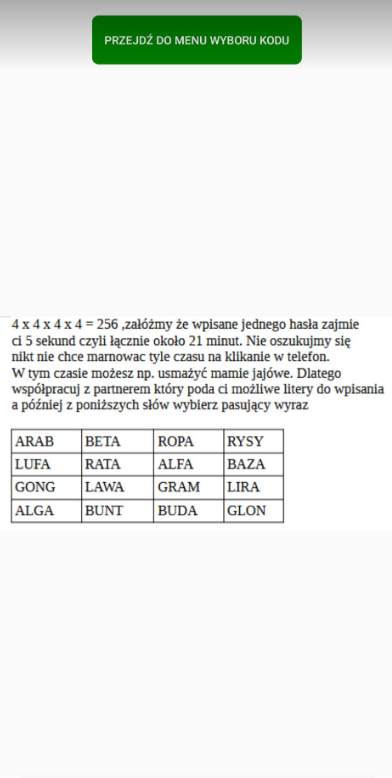 PRZEJDŹ DO MENU WYBORU KODU
4 x 4 x 4 x 4 = 256 ,załóżmy że wpisane jednego hasła zajmie
ci 5 sekund czyli łącznie około 21 minut. Nie oszukujmy się
nikt nie chce marnowac tyle czasu na klikanie w telefon.
W tym czasie możesz np. usmażyć mamie jajówe. Dlatego
współpracuj z partnerem który poda ci możliwe litery do wpisania
a później z poniższych słów wybierz pasujący wyraz
ARAB BETA ROPA RYSY
LUFA RATA ALFA BAZA
GONG LAWA GRAM LIRA
ALGA BUNT BUDA GLON